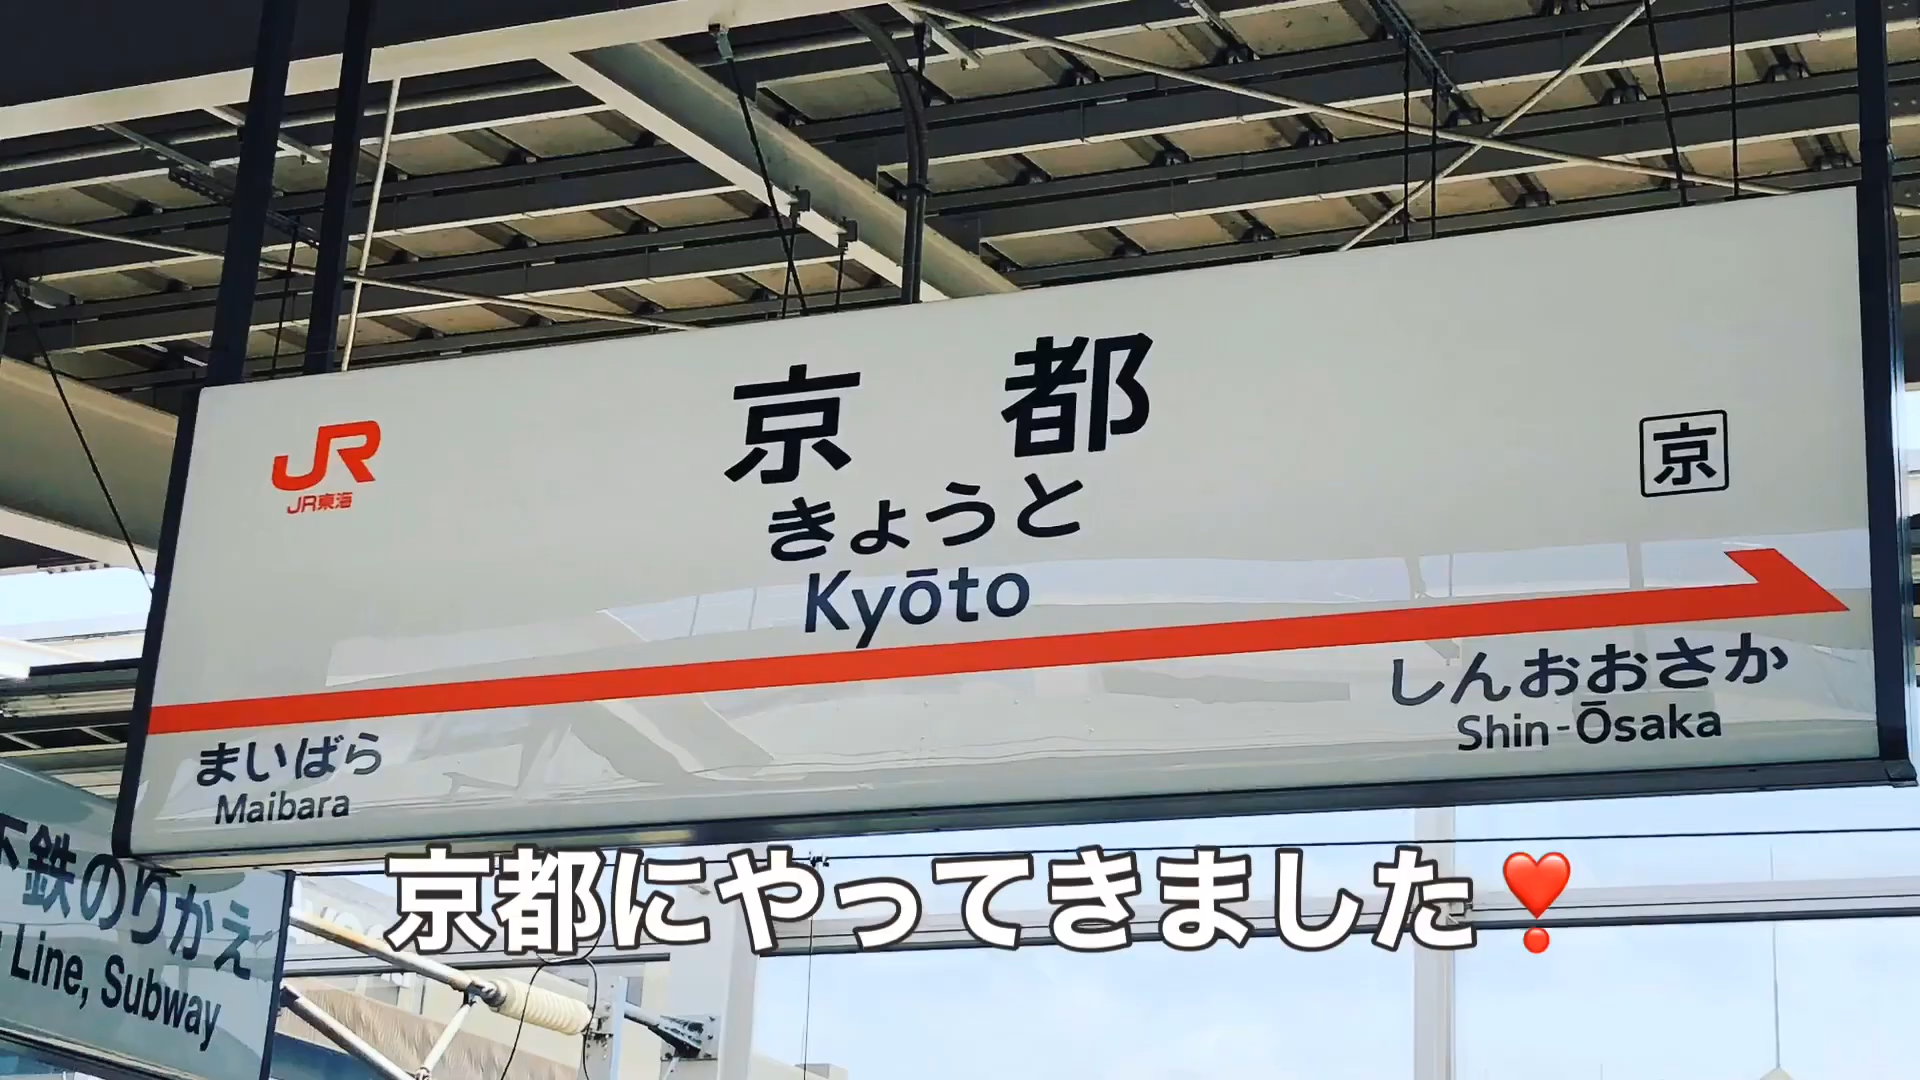 JR
JR東海
京都
京
きょうと
Kyōto
しんおおさか
Shin-Ōsaka
まいばら
Maibara
鉄のりかえ
Line, Subway
京都にやってきました❣